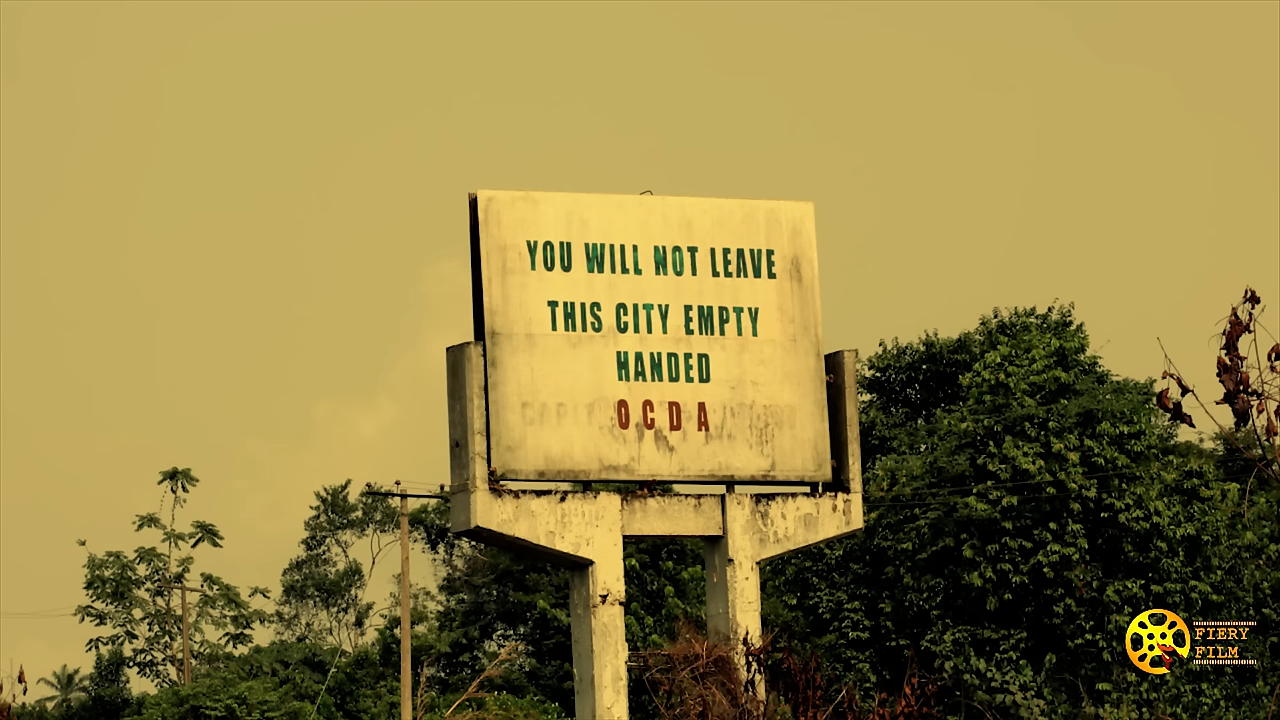 YOU WILL NOT LEAVE
THIS CITY EMPTY
HANDED
OCDA
FIERY
FILM